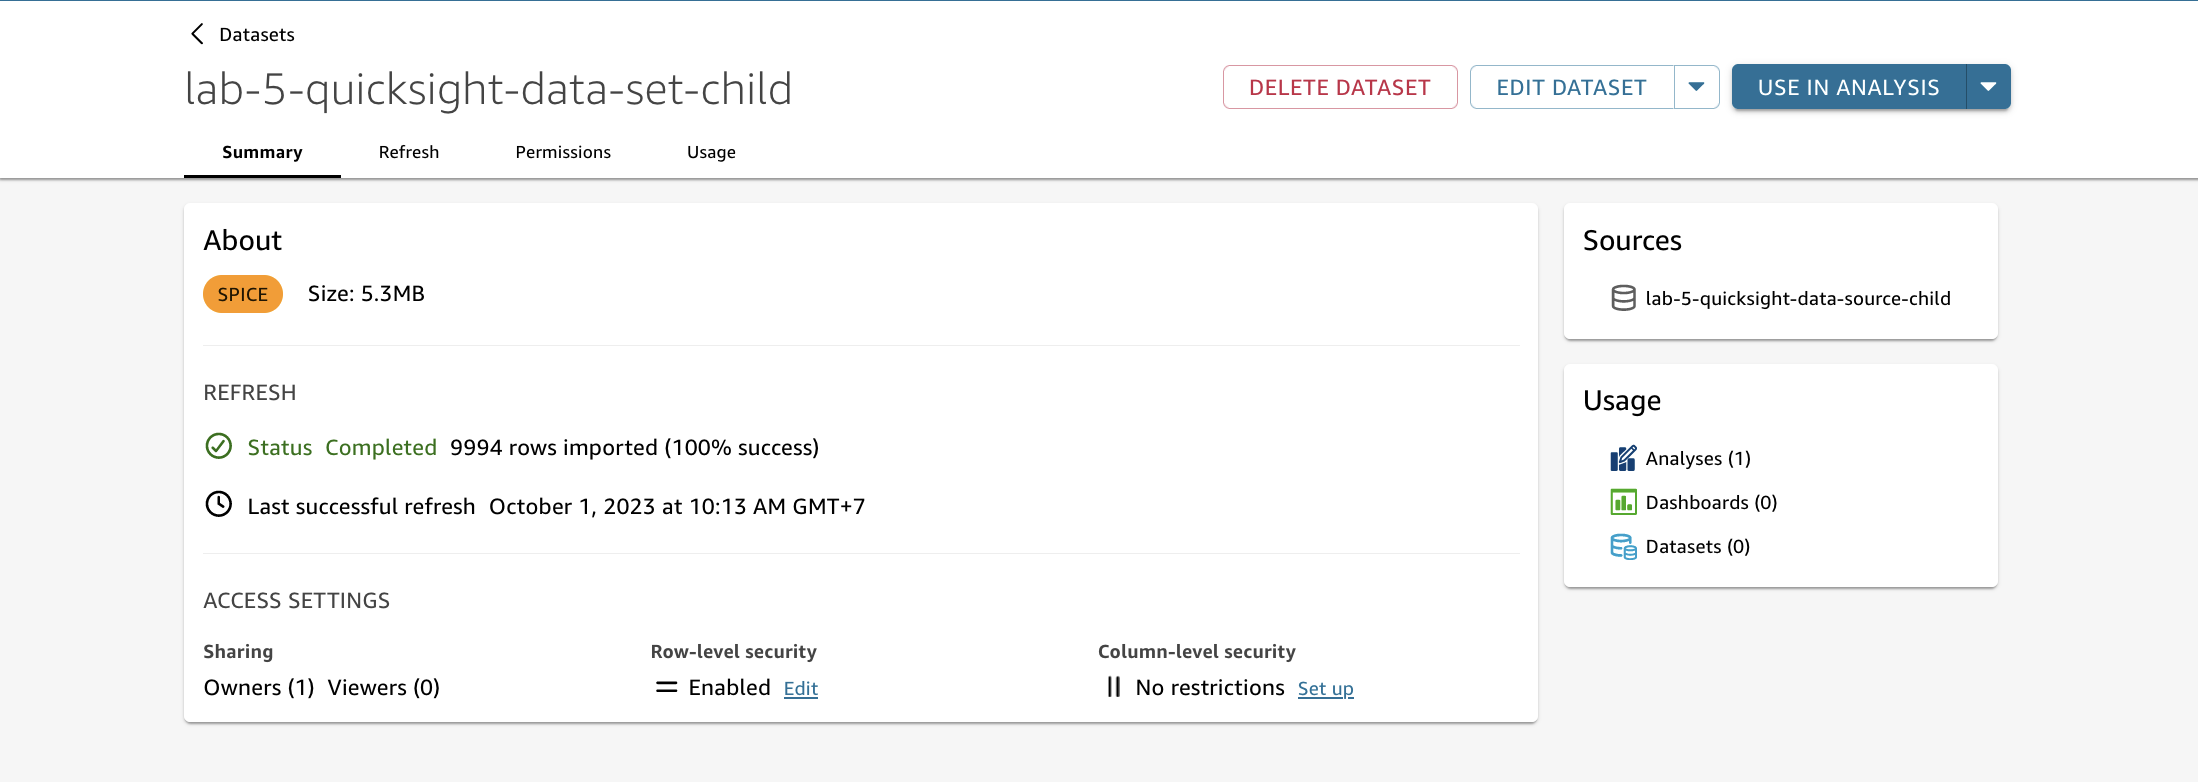 Datasets
lab-5-quicksight-data-set-child
DELETE DATASET
EDIT DATASET
USE IN ANALYSIS
Summary
Refresh
Permissions
Usage
About
SPICE
Size: 5.3MB
REFRESH
Status Completed 9994 rows imported (100% success)
Last successful refresh October 1, 2023 at 10:13 AM GMT+7
ACCESS SETTINGS
Sharing
Owners (1) Viewers (0)
Row-level security
Enabled Edit
Column-level security
No restrictions Set up
Sources
lab-5-quicksight-data-source-child
Usage
Analyses (1)
Dashboards (0)
Datasets (0)